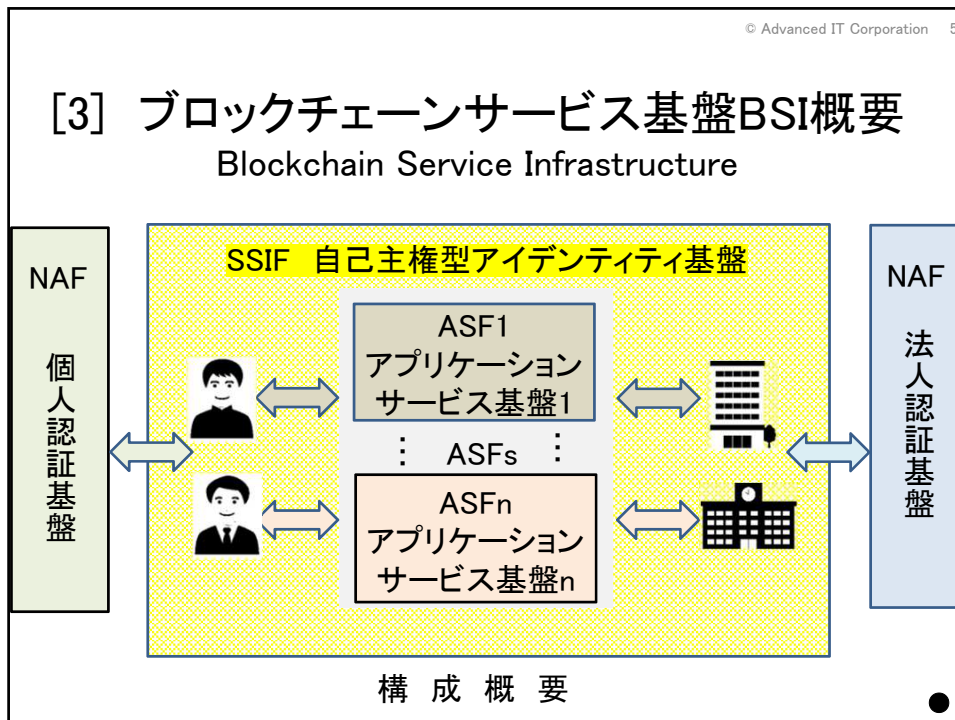 © Advanced IT Corporation 5
[3] ブロックチェーンサービス基盤BSI概要
Blockchain Service Infrastructure
NAF
個人認証基盤
SSIF 自己主権型アイデンティティ基盤
ASF1
アプリケーション
サービス基盤1
⋮ ASFs ⋮
ASFn
アプリケーション
サービス基盤n
NAF
法人認証基盤
構 成 概 要